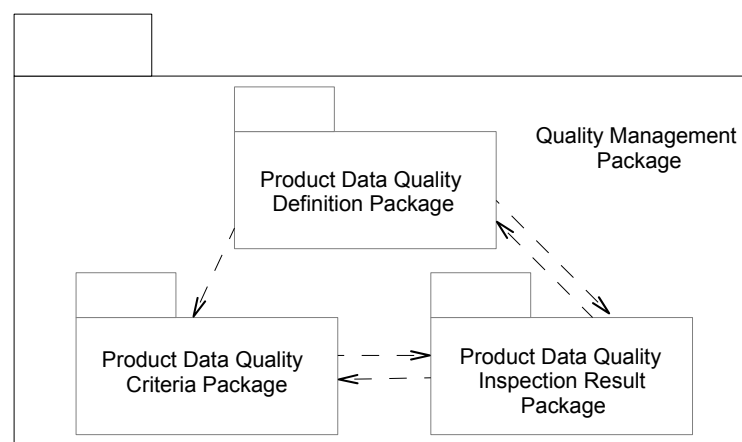 Quality Management
Package
Product Data Quality
Definition Package
Product Data Quality
Criteria Package
Product Data Quality
Inspection Result
Package